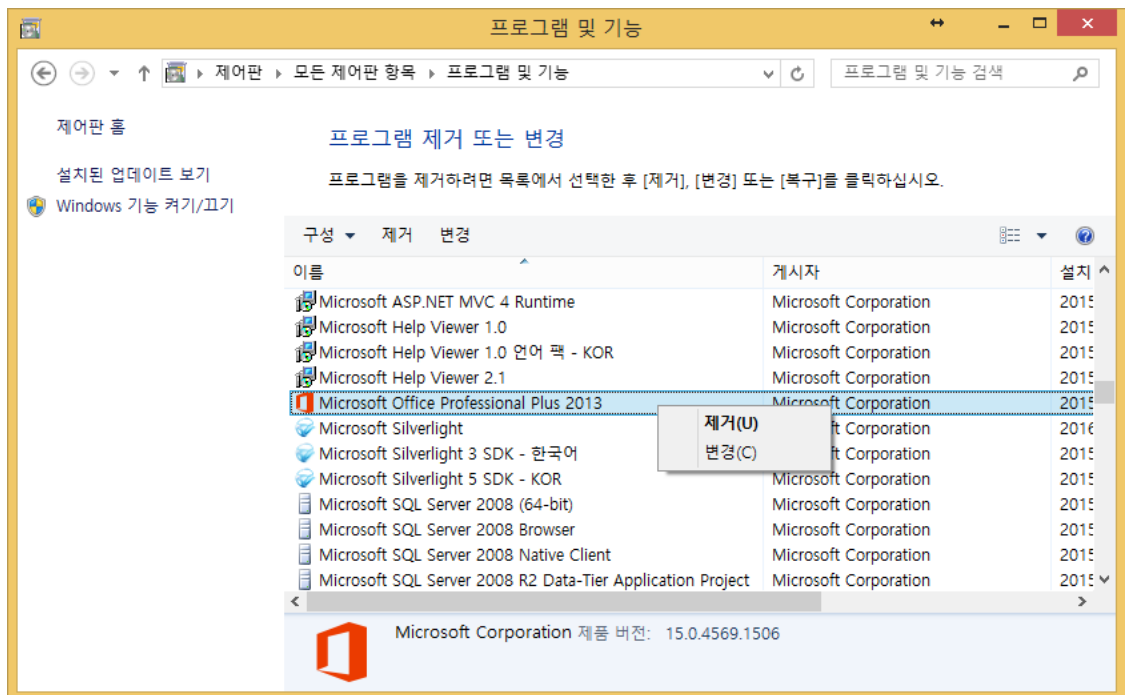 프로그램 및 기능
제어판 모든 제어판 항목 프로그램 및 기능 프로그램 및 기능 검색
제어판 홈
설치된 업데이트 보기
Windows 기능 켜기/끄기
프로그램 제거 또는 변경
프로그램을 제거하려면 목록에서 선택한 후 [제거], [변경] 또는 [복구]를 클릭하십시오.
구성 제거 변경
이름 게시자 설치
Microsoft ASP.NET MVC 4 Runtime Microsoft Corporation 2015
Microsoft Help Viewer 1.0 Microsoft Corporation 2015
Microsoft Help Viewer 1.0 언어 팩 - KOR Microsoft Corporation 2015
Microsoft Help Viewer 2.1 Microsoft Corporation 2015
Microsoft Office Professional Plus 2013 Microsoft Corporation 2015
제거(U)
변경(C)
Microsoft Silverlight t Corporation 2016
Microsoft Silverlight 3 SDK - 한국어 t Corporation 2015
Microsoft Silverlight 5 SDK - KOR Microsoft Corporation 2015
Microsoft SQL Server 2008 (64-bit) Microsoft Corporation 2015
Microsoft SQL Server 2008 Browser Microsoft Corporation 2015
Microsoft SQL Server 2008 Native Client Microsoft Corporation 2015
Microsoft SQL Server 2008 R2 Data-Tier Application Project Microsoft Corporation 2015
Microsoft Corporation 제품 버전: 15.0.4569.1506